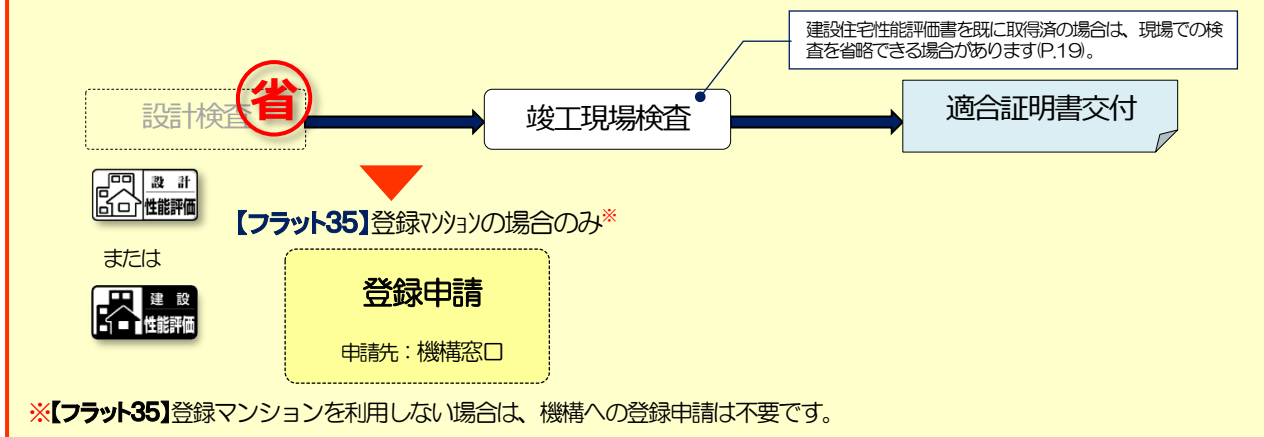 建設住宅性能評価書を既に取得済の場合は、現場での検
査を省略できる場合があります(P.19)。
設計検査
省
竣工現場検査
適合証明書交付
設計
性能評価
または
建設
性能評価
【フラット35】登録マンションの場合のみ※
登録申請
申請先：機構窓口
※【フラット35】登録マンションを利用しない場合は、機構への登録申請は不要です。